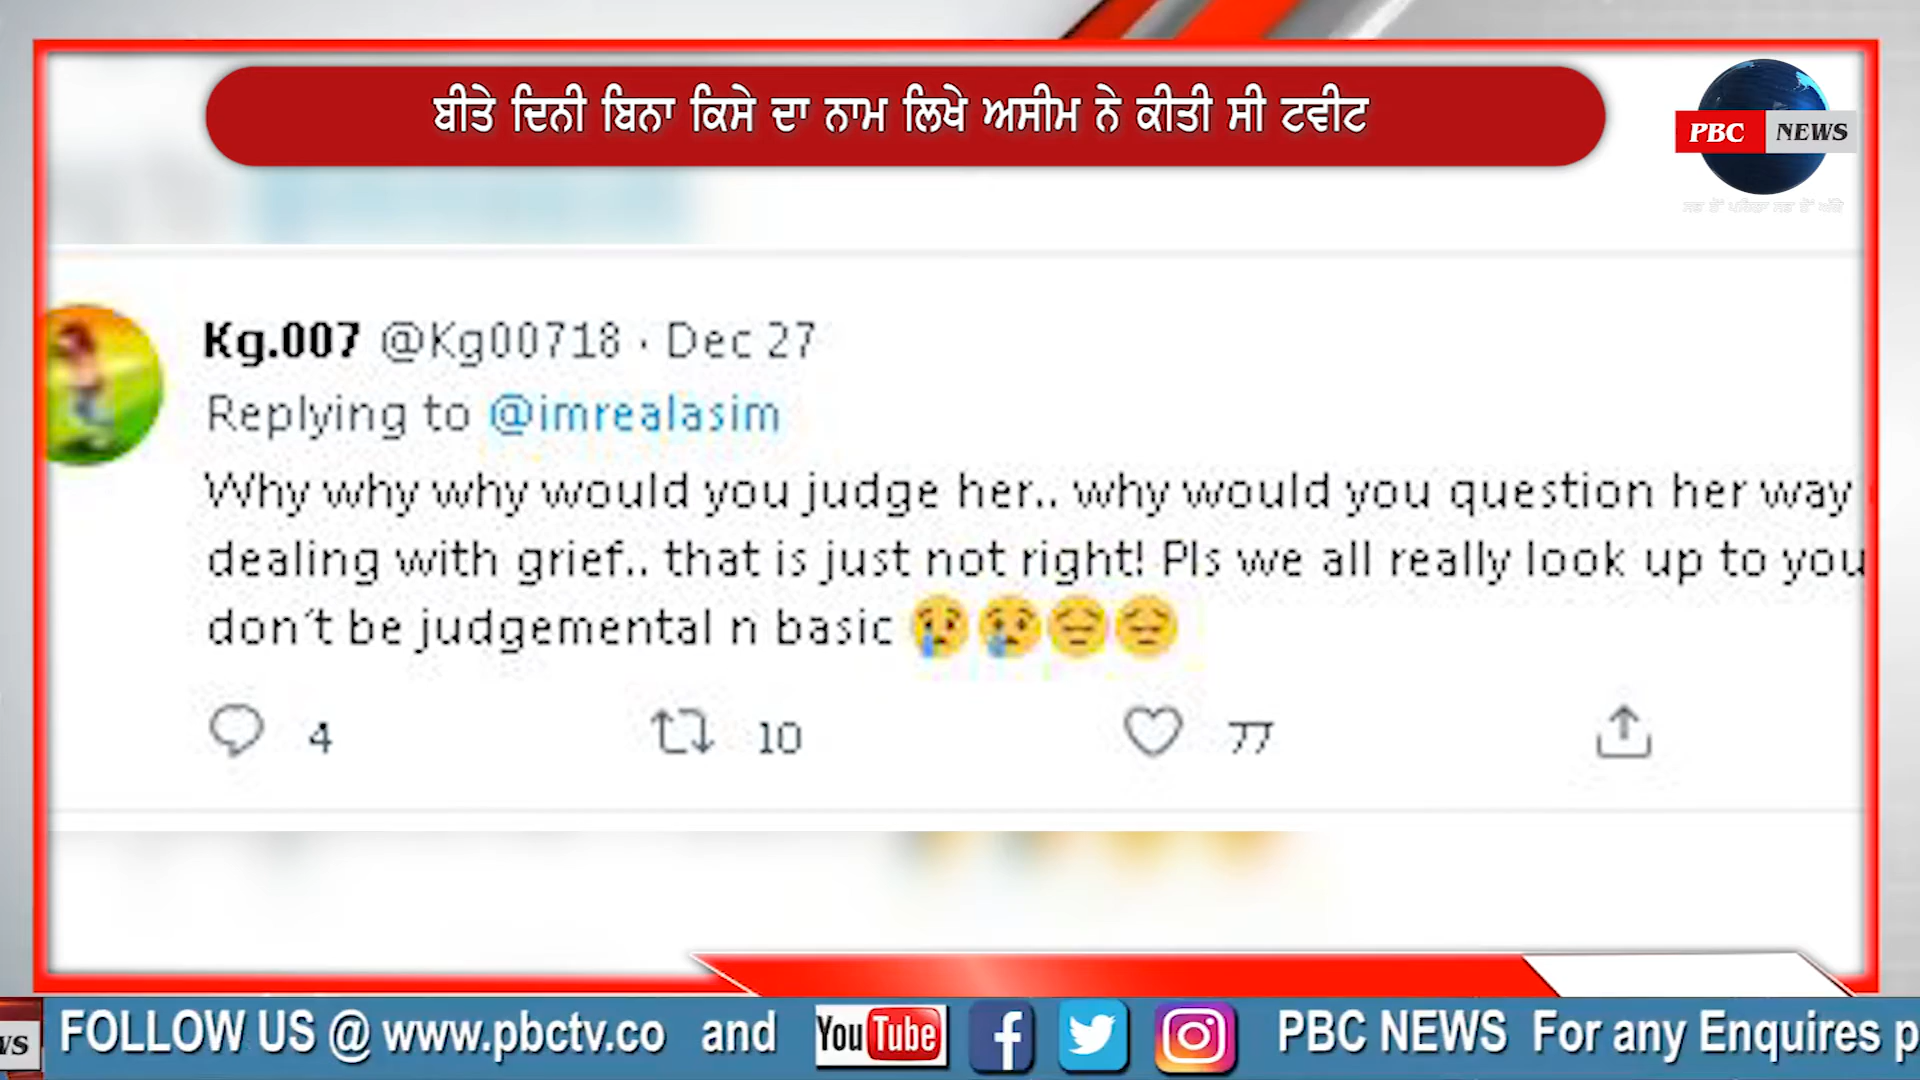 ਬੀਤੇ ਦਿਨੀ ਬਿਨਾ ਕਿਸੇ ਦਾ ਨਾਮ ਲਿਖੇ ਅਸੀਮ ਨੇ ਕੀਤੀ ਸੀ ਟਵੀਟ
PBC NEWS
Kg.007 @Kg00718 · Dec 27
Replying to @imrealasim
Why why why would you judge her.. why would you question her way
dealing with grief.. that is just not right! Pls we all really look up to you
don't be judgemental n basic 😢😢😔😔
4 10 77
WS FOLLOW US @ www.pbctv.co and YouTube PBC NEWS For any Enquires p